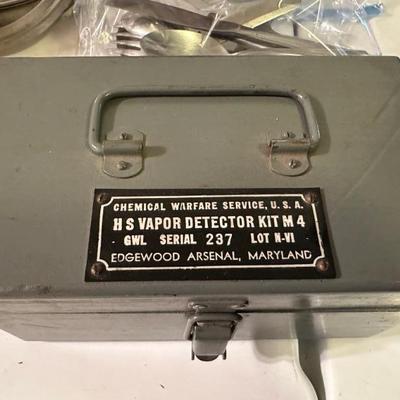 CHEMICAL WARFARE SERVICE, U.S.A.
H S VAPOR DETECTOR KIT M 4
GWL SERIAL 237 LOT N-VI
EDGEWOOD ARSENAL, MARYLAND